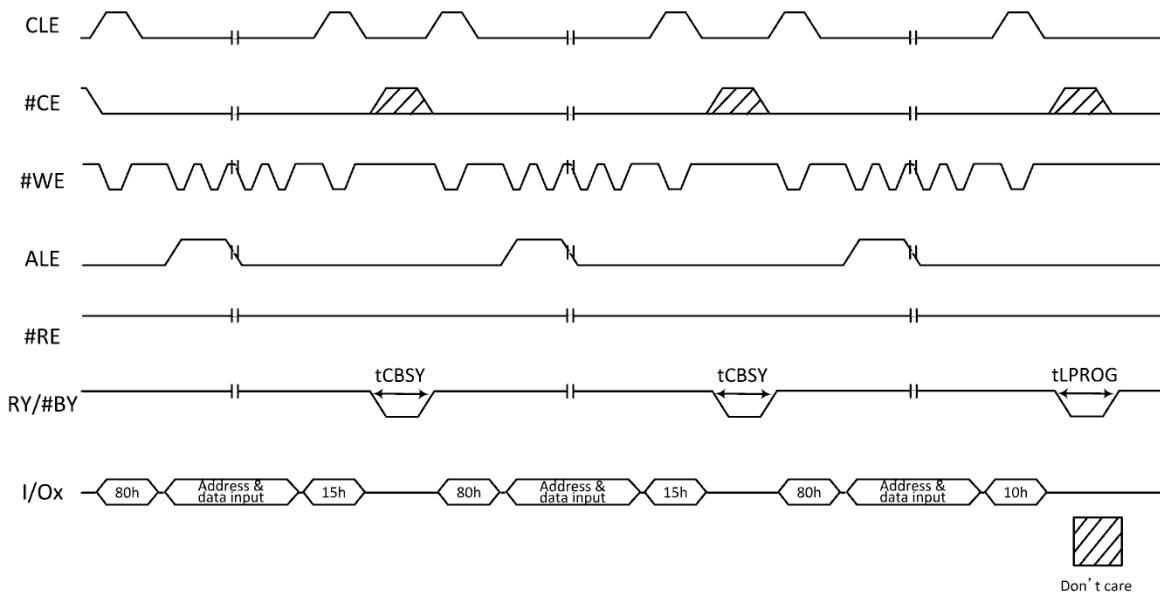 CLE
#CE
#WE
ALE
#RE
tCBSY tCBSY tLPROG
RY/#BY
I/Ox 80h Address & data input 15h 80h Address & data input 15h 80h Address & data input 10h
Don't care